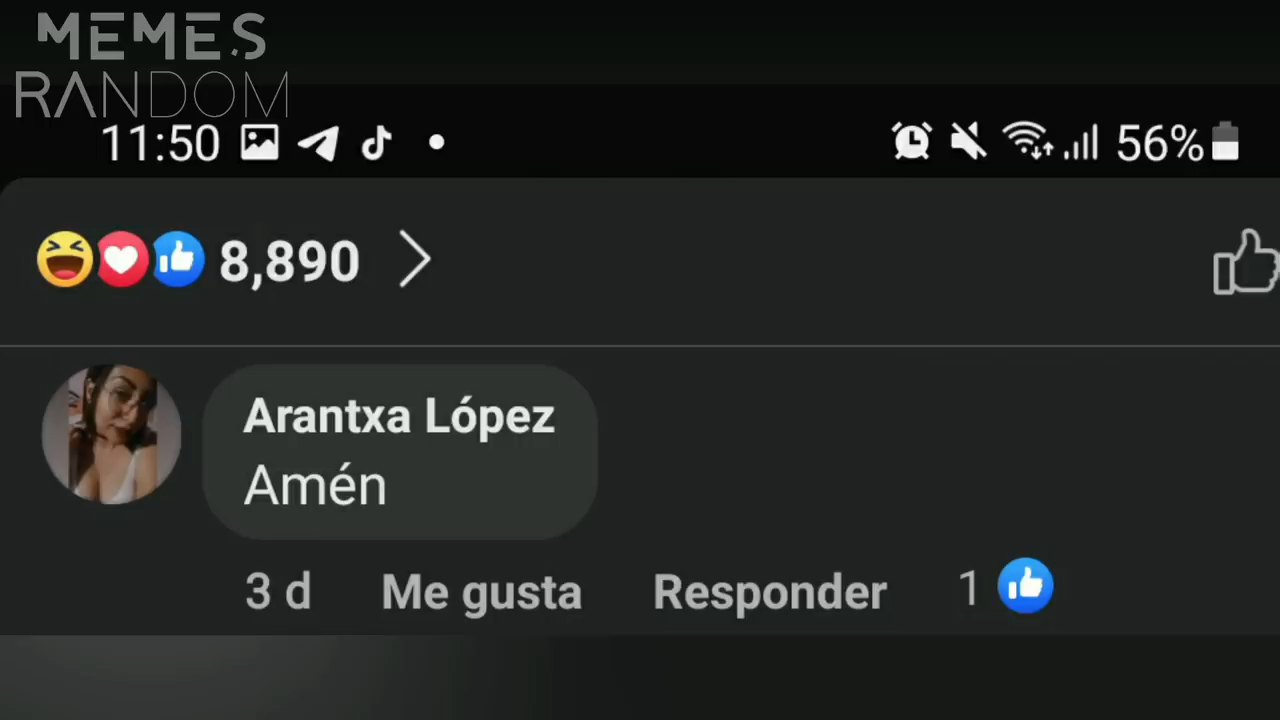 MEMES
RANDOM
11:50
56%
8,890
Arantxa López
Amén
3 d Me gusta Responder 1